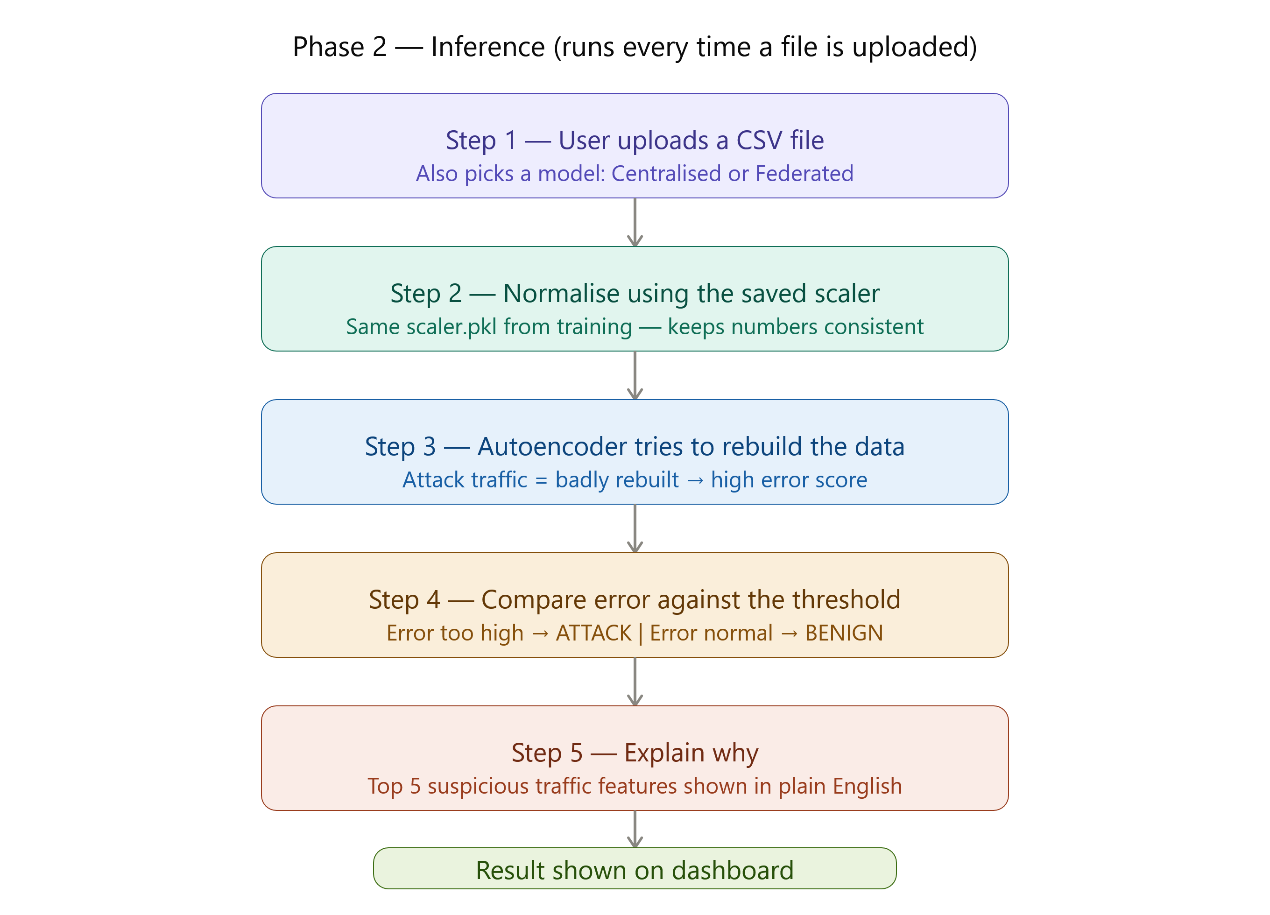 Phase 2 — Inference (runs every time a file is uploaded)
Step 1 — User uploads a CSV file
Also picks a model: Centralised or Federated
Step 2 — Normalise using the saved scaler
Same scaler.pkl from training — keeps numbers consistent
Step 3 — Autoencoder tries to rebuild the data
Attack traffic = badly rebuilt → high error score
Step 4 — Compare error against the threshold
Error too high → ATTACK | Error normal → BENIGN
Step 5 — Explain why
Top 5 suspicious traffic features shown in plain English
Result shown on dashboard